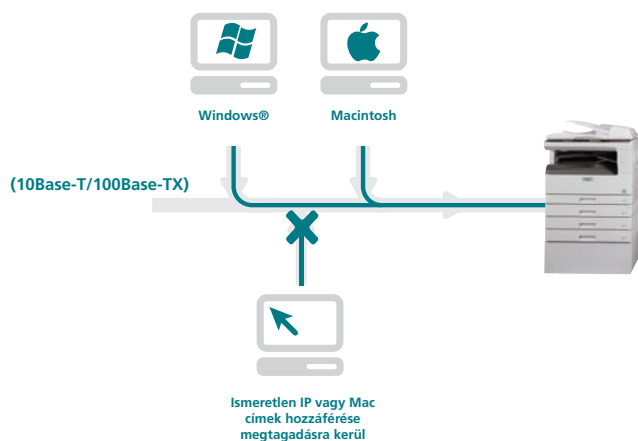 Windows® Macintosh
(10Base-T/100Base-TX)
Ismeretlen IP vagy Mac
címek hozzáférése
megtagadásra kerül